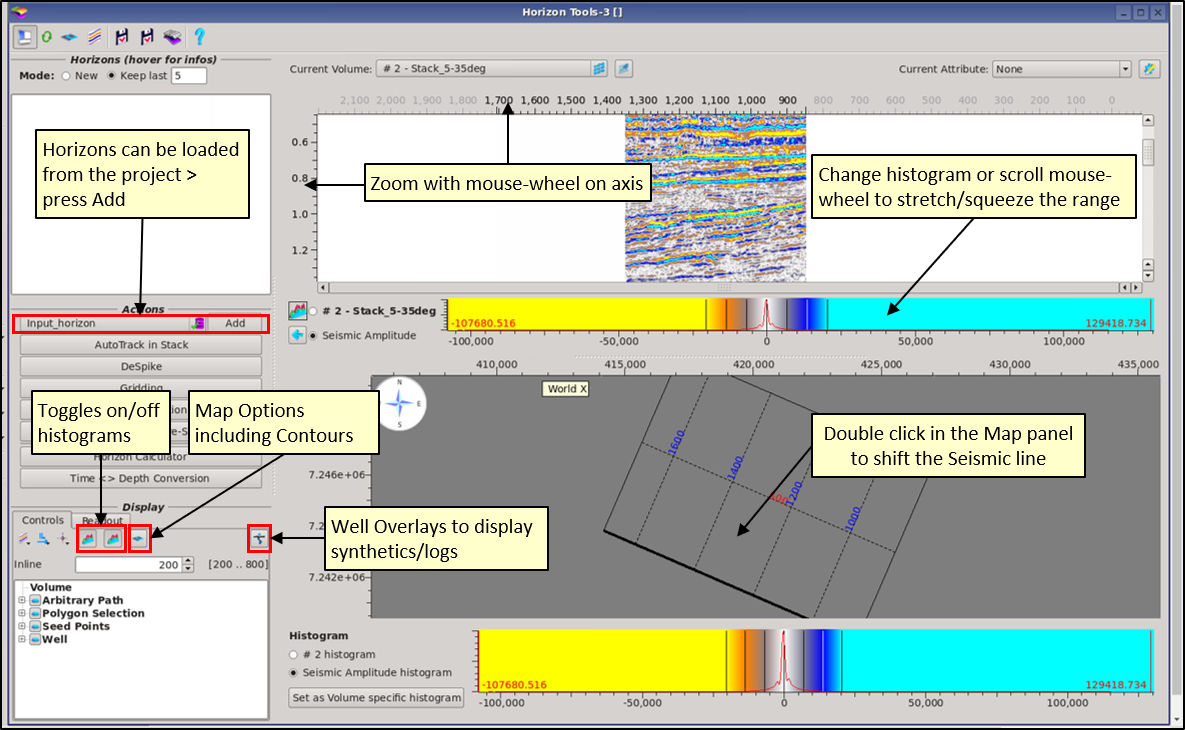 Horizon Tools-3 []
Horizons (hover for infos)
Mode: New Keep last 5
Current Volume: # 2 - Stack_5-35deg
Current Attribute: None
2,100 2,000 1,900 1,800 1,700 1,600 1,500 1,400 1,300 1,200 1,100 1,000 900 800 700 600 500 400 300 200 100 0
0.6
0.8
1.0
1.2
Horizons can be loaded
from the project >
press Add
Zoom with mouse-wheel on axis
Change histogram or scroll mouse-
wheel to stretch/squeeze the range
Actions
Input_horizon Add
AutoTrack in Stack
DeSpike
Gridding
ion
e-S
Horizon Calculator
Time <> Depth Conversion
# 2 - Stack_5-35deg
Seismic Amplitude
-107680.516
129418.734
-100,000 -50,000 0 50,000 100,000
410,000 415,000 420,000 425,000 430,000 435,000
World X
N
E
S
7.246e+06
7.2
7.242e+06
1600
1400
1200
1000
Toggles on/off
histograms
Map Options
including Contours
Double click in the Map panel
to shift the Seismic line
Well Overlays to display
synthetics/logs
Display
Controls Readout
Inline 200 [200 .. 800]
Volume
Arbitrary Path
Polygon Selection
Seed Points
Well
Histogram
# 2 histogram
Seismic Amplitude histogram
Set as Volume specific histogram
-107680.516
129418.734
-100,000 -50,000 0 50,000 100,000